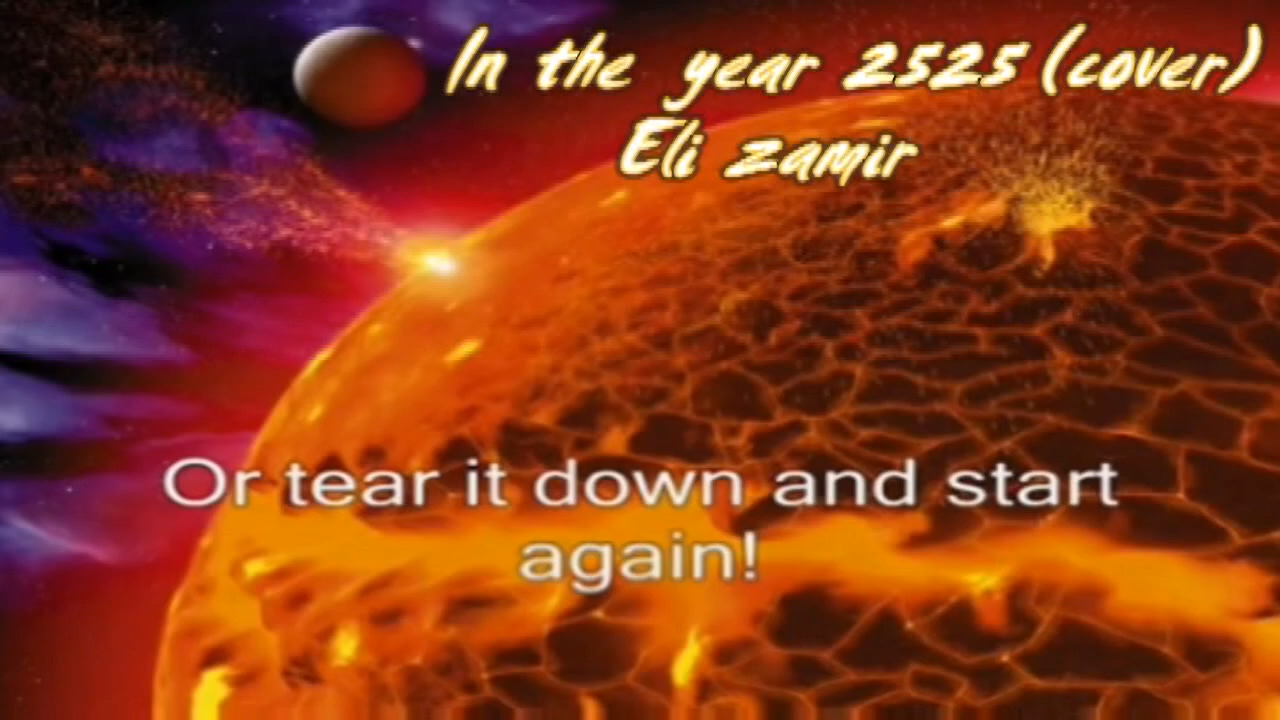 In the year 2525 (cover)
Eli zamir
Or tear it down and start
again!